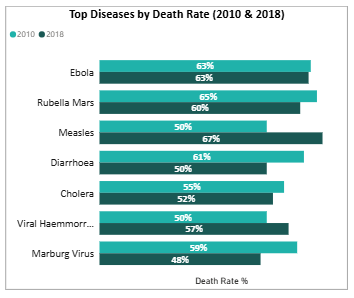 Top Diseases by Death Rate (2010 & 2018)
2010 2018
Ebola 63%
63%
Rubella Mars 65%
60%
Measles 50%
67%
Diarrhoea 61%
50%
Cholera 55%
52%
Viral Haemmorr... 50%
57%
Marburg Virus 59%
48%
Death Rate %